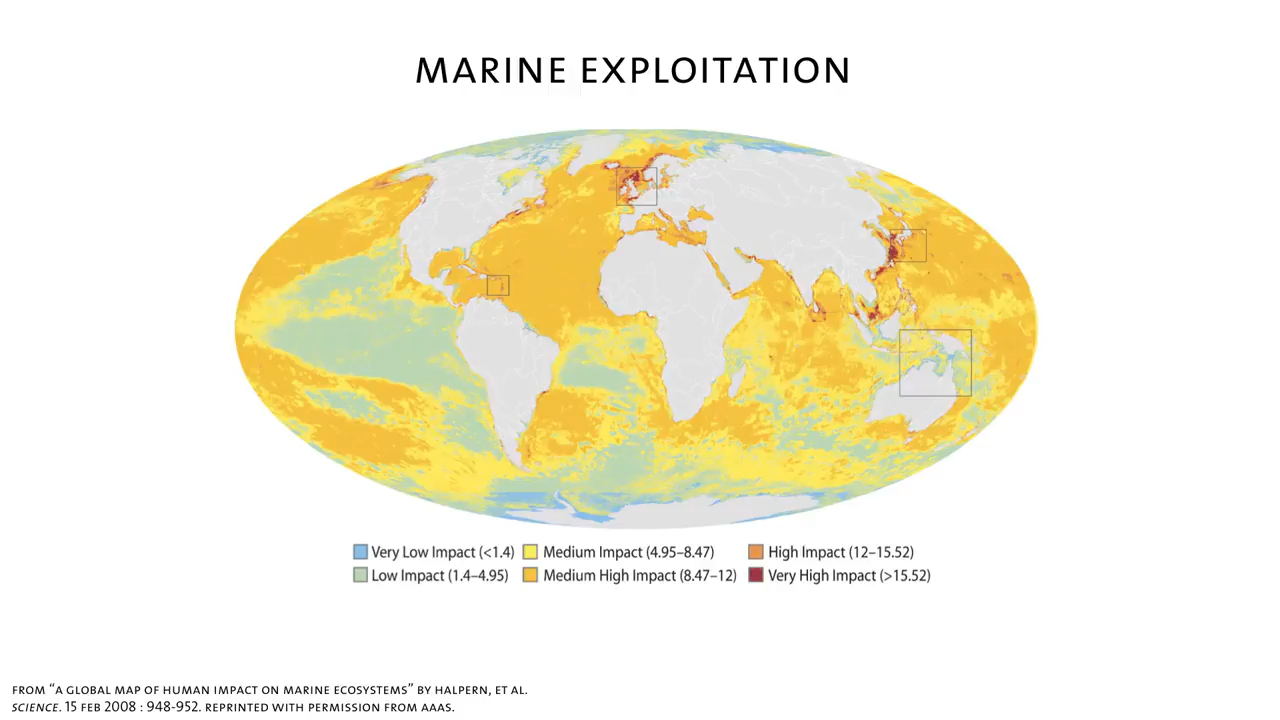 MARINE EXPLOITATION
Very Low Impact (<1.4)
Medium Impact (4.95–8.47)
High Impact (12–15.52)
Low Impact (1.4–4.95)
Medium High Impact (8.47–12)
Very High Impact (>15.52)
FROM “A GLOBAL MAP OF HUMAN IMPACT ON MARINE ECOSYSTEMS” BY HALPERN, ET AL.
SCIENCE. 15 FEB 2008 : 948-952. REPRINTED WITH PERMISSION FROM AAAS.